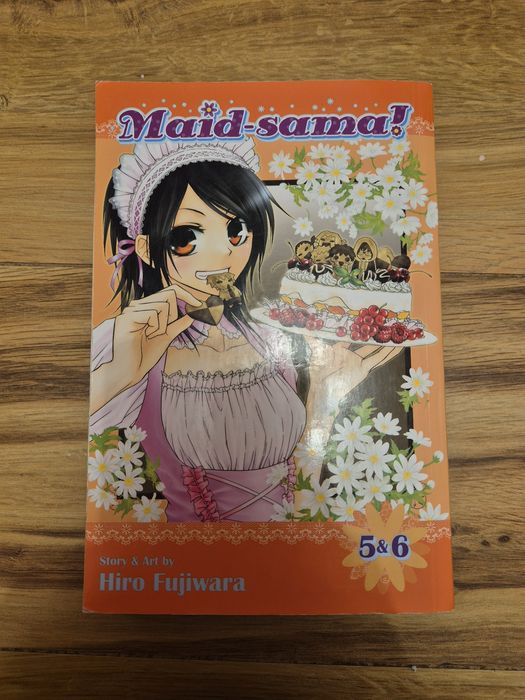 Maid-sama!
5&6
Story & Art by
Hiro Fujiwara